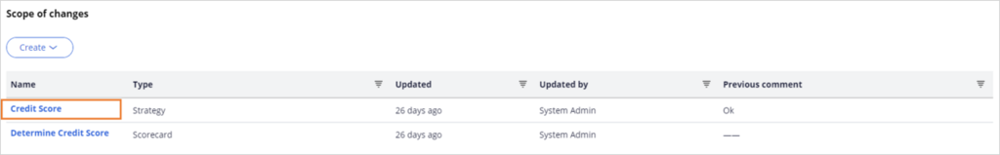 Scope of changes
Create
Name Type Updated Updated by Previous comment
Credit Score Strategy 26 days ago System Admin Ok
Determine Credit Score Scorecard 26 days ago System Admin ——